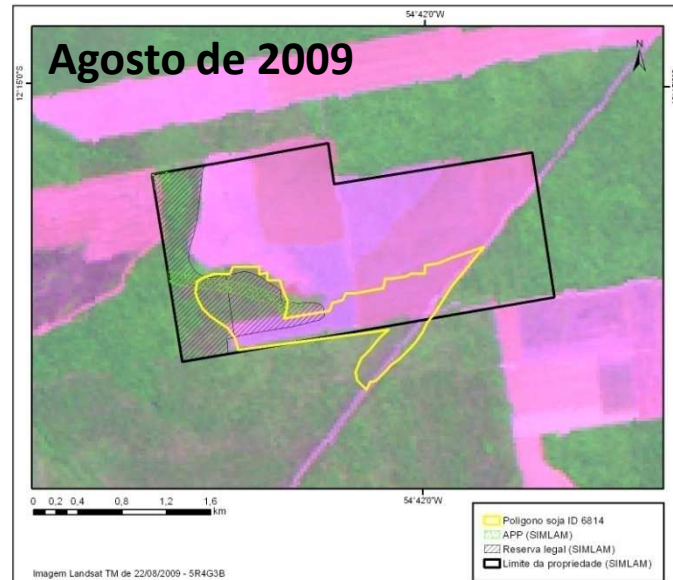 54°42'0"W
Agosto de 2009
N
12°15'0"S
0 0,2 0,4 0,8 1,2 1,6
km
54°42'0"W
Polígono soja ID 6814
APP (SIMLAM)
Reserva legal (SIMLAM)
Limite da propriedade (SIMLAM)
Imagem Landsat TM de 22/08/2009 - 5R4G3B